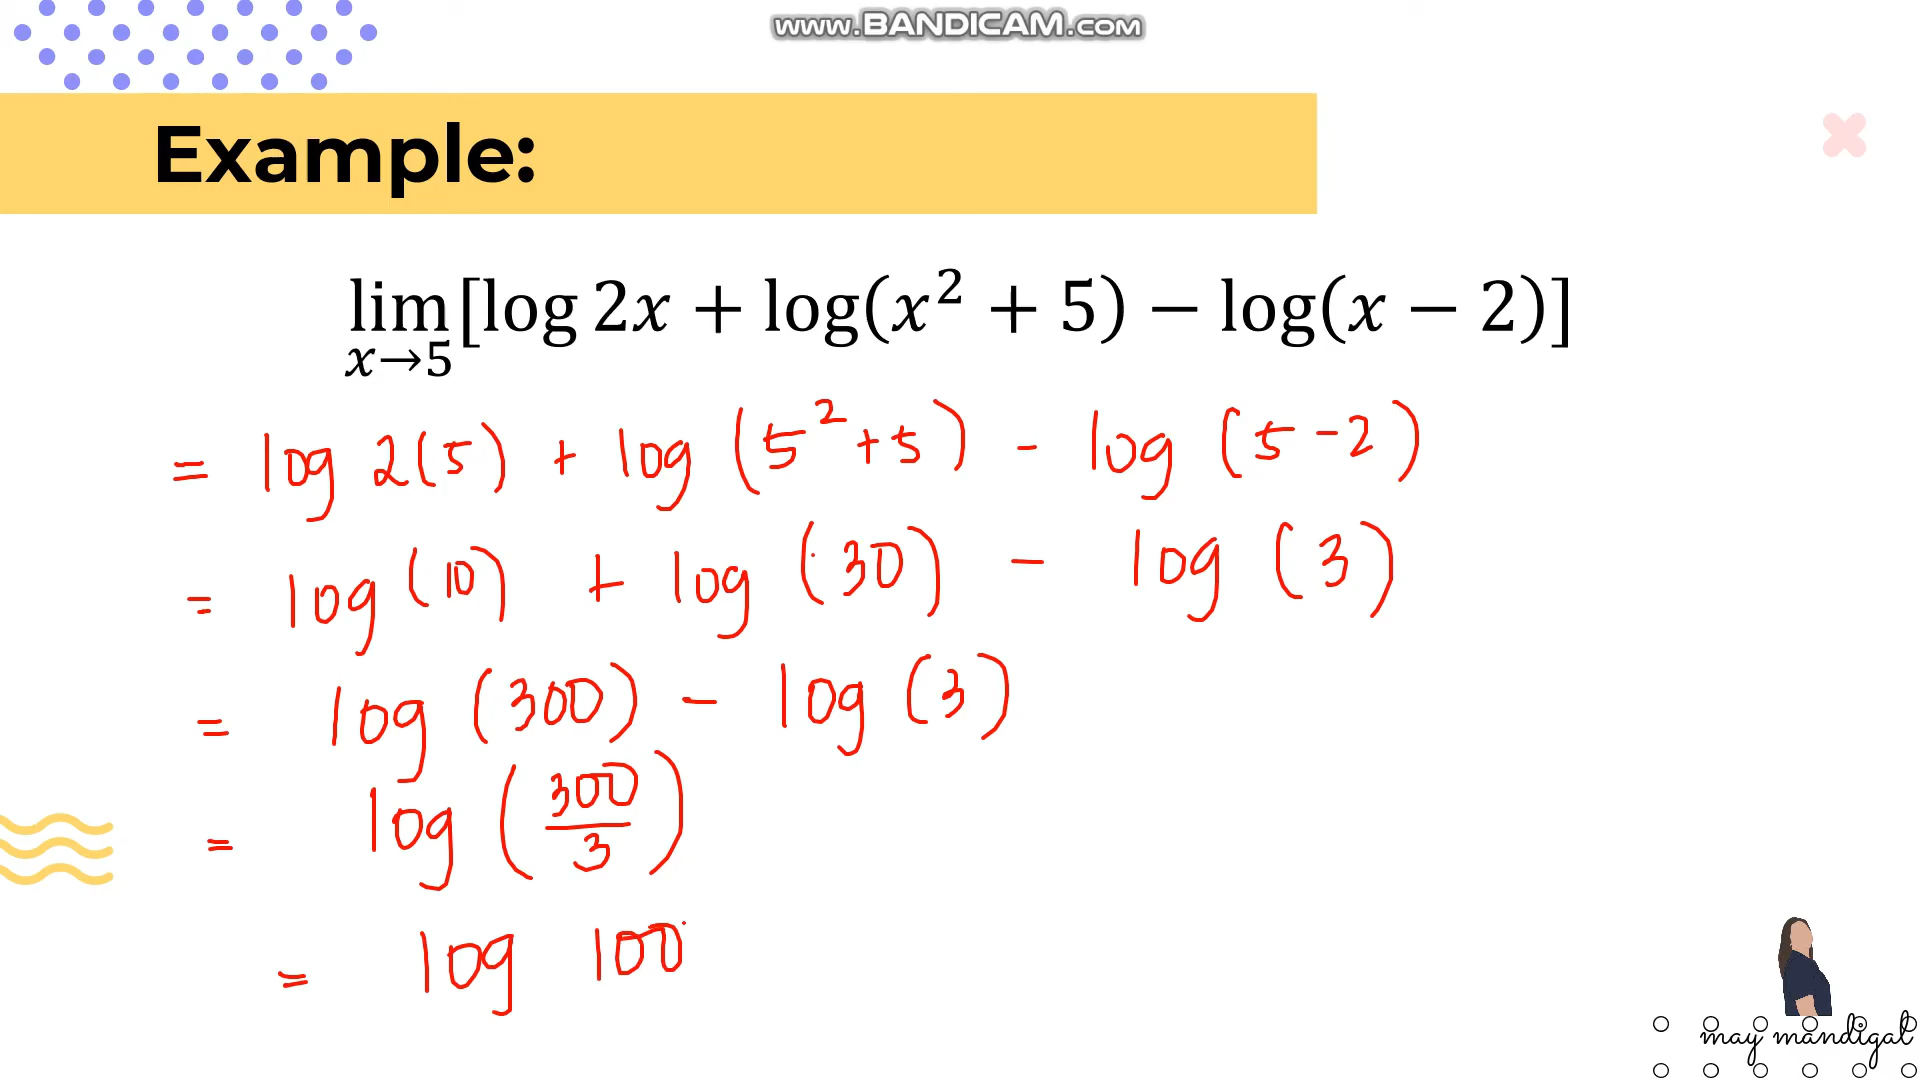 www.BANDICAM.com
Example:
lim x→5 [log 2x + log(x² + 5) − log(x − 2)]
= log 2(5) + log (5² + 5) - log (5 - 2)
= log (10) + log (30) - log (3)
= log (300) - log (3)
= log (300/3)
= log 100
may mandigal